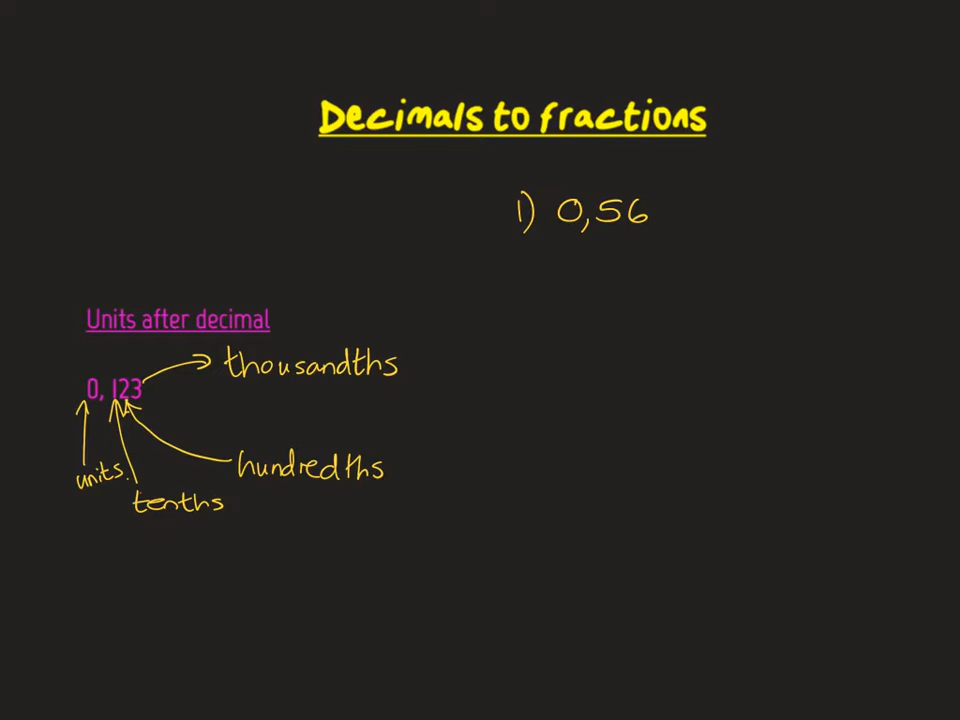 Decimals to fractions
1) 0,56
Units after decimal
thousandths
0, 123
hundredths
units.
tenths